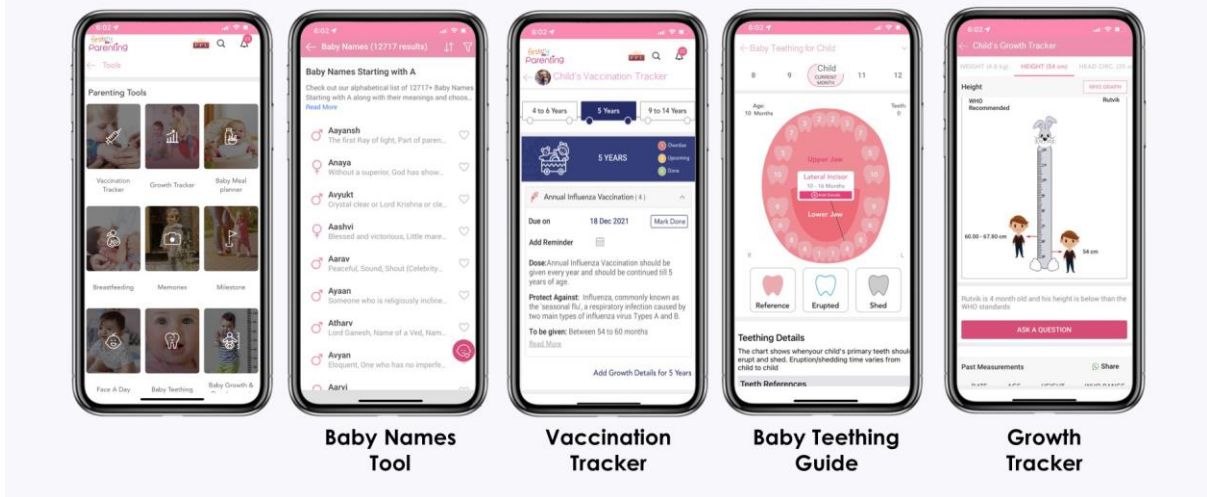 6:02
Parenting
Tools
Parenting Tools
Vaccination
Tracker
Growth Tracker
Baby Meal
planner
Breastfeeding
Memories
Milestone
Face A Day
Baby Teething
Baby Growth &
6:02
Baby Names (12717 results)
Baby Names Starting with A
Check out our alphabetical list of 12717+ Baby Names
Starting with A along with their meanings and choos...
Read More
Aayansh
The first Ray of light, Part of paren...
Anaya
Without a superior, God has show...
Avyukt
Crystal clear or Lord Krishna or cle...
Aashvi
Blessed and victorious, Little mare...
Aarav
Peaceful, Sound, Shout (Celebrity...
Ayaan
Someone who is religiously incline...
Atharv
Lord Ganesh, Name of a Ved, Nam...
Avyan
Eloquent, One who has no imperfe...
Aarvi
Baby Names
Tool
6:02
Parenting
Child's Vaccination Tracker
4 to 6 Years
5 Years
9 to 14 Years
5 YEARS
Overdue
Upcoming
Done
Annual Influenza Vaccination ( 4 )
Due on
18 Dec 2021
Mark Done
Add Reminder
Dose:Annual Influenza Vaccination should be
given every year and should be continued till 5
years of age.
Protect Against: Influenza, commonly known as
the 'seasonal flu', a respiratory infection caused by
two main types of influenza virus Types A and B.
To be given: Between 54 to 60 months
Read More
Add Growth Details for 5 Years
Vaccination
Tracker
6:02
Baby Teething for Child
8
9
Child
CURRENT
MONTH
11
12
Age:
10 Months
Teeth:
0
Upper Jaw
Lateral Incisor
10 - 16 Months
Add Details
Lower Jaw
R
L
Reference
Erupted
Shed
Teething Details
The chart shows whenyour child's primary teeth shoul
erupt and shed. Eruption/shedding time varies from
child to child
Teeth References
Baby Teething
Guide
6:02
Child's Growth Tracker
HEIGHT (54 cm)
Height
WHO GRAPH
WHO
Recommended
Rutvik
60.00 - 67.80 cm
54 cm
Rutvik is 4 month old and his height is below than the
WHO standards
ASK A QUESTION
Past Measurements
Share
DATE
AGE
HEIGHT
WHO RANGE
Growth
Tracker